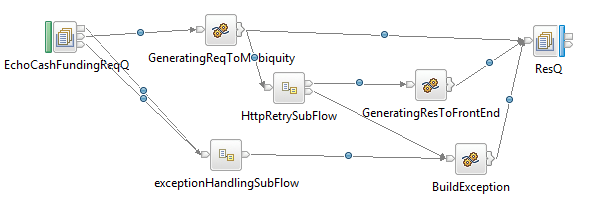 GeneratingReqToMobiquity
EchoCashFundingReqQ
ResQ
HttpRetrySubFlow
GeneratingResToFrontEnd
exceptionHandlingSubFlow
BuildException